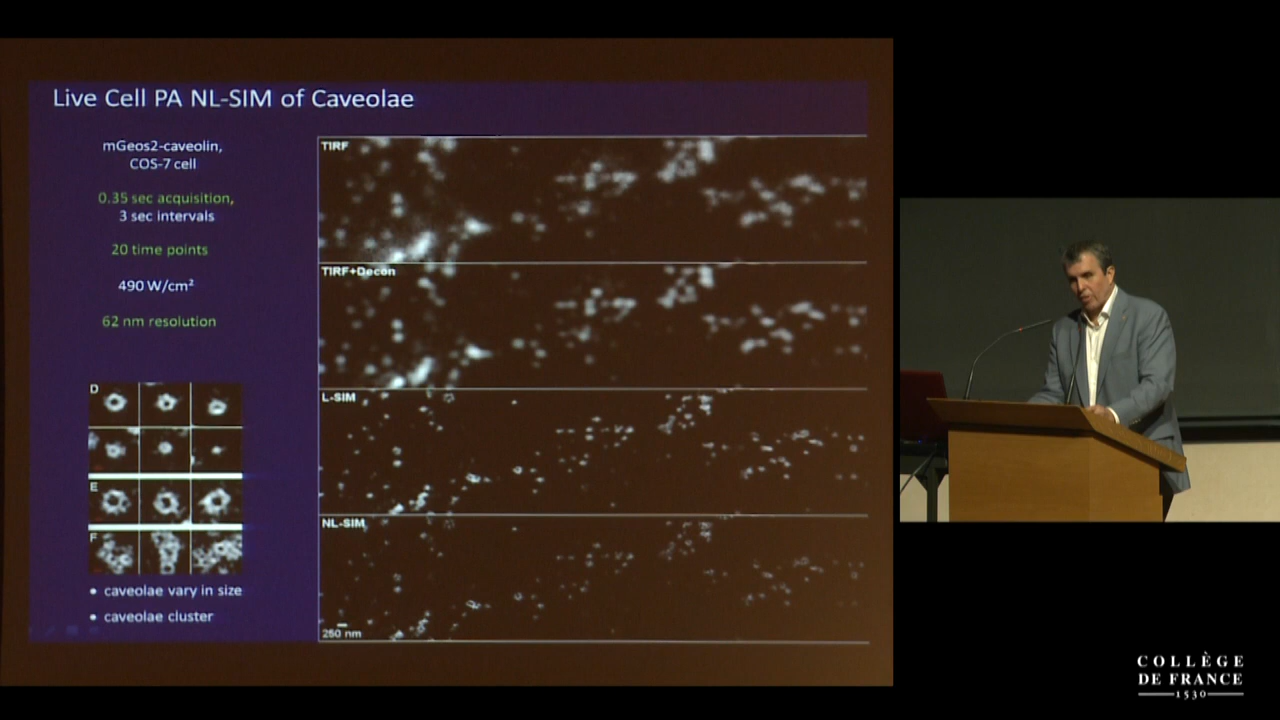 Live Cell PA NL-SIM of Caveolae
mGeos2-caveolin,
COS-7 cell
0.35 sec acquisition,
3 sec intervals
20 time points
490 W/cm²
62 nm resolution
D
E
F
• caveolae vary in size
• caveolae cluster
TIRF
TIRF+Decon
L-SIM
NL-SIM
250 nm
COLLÈGE
DE FRANCE
1530